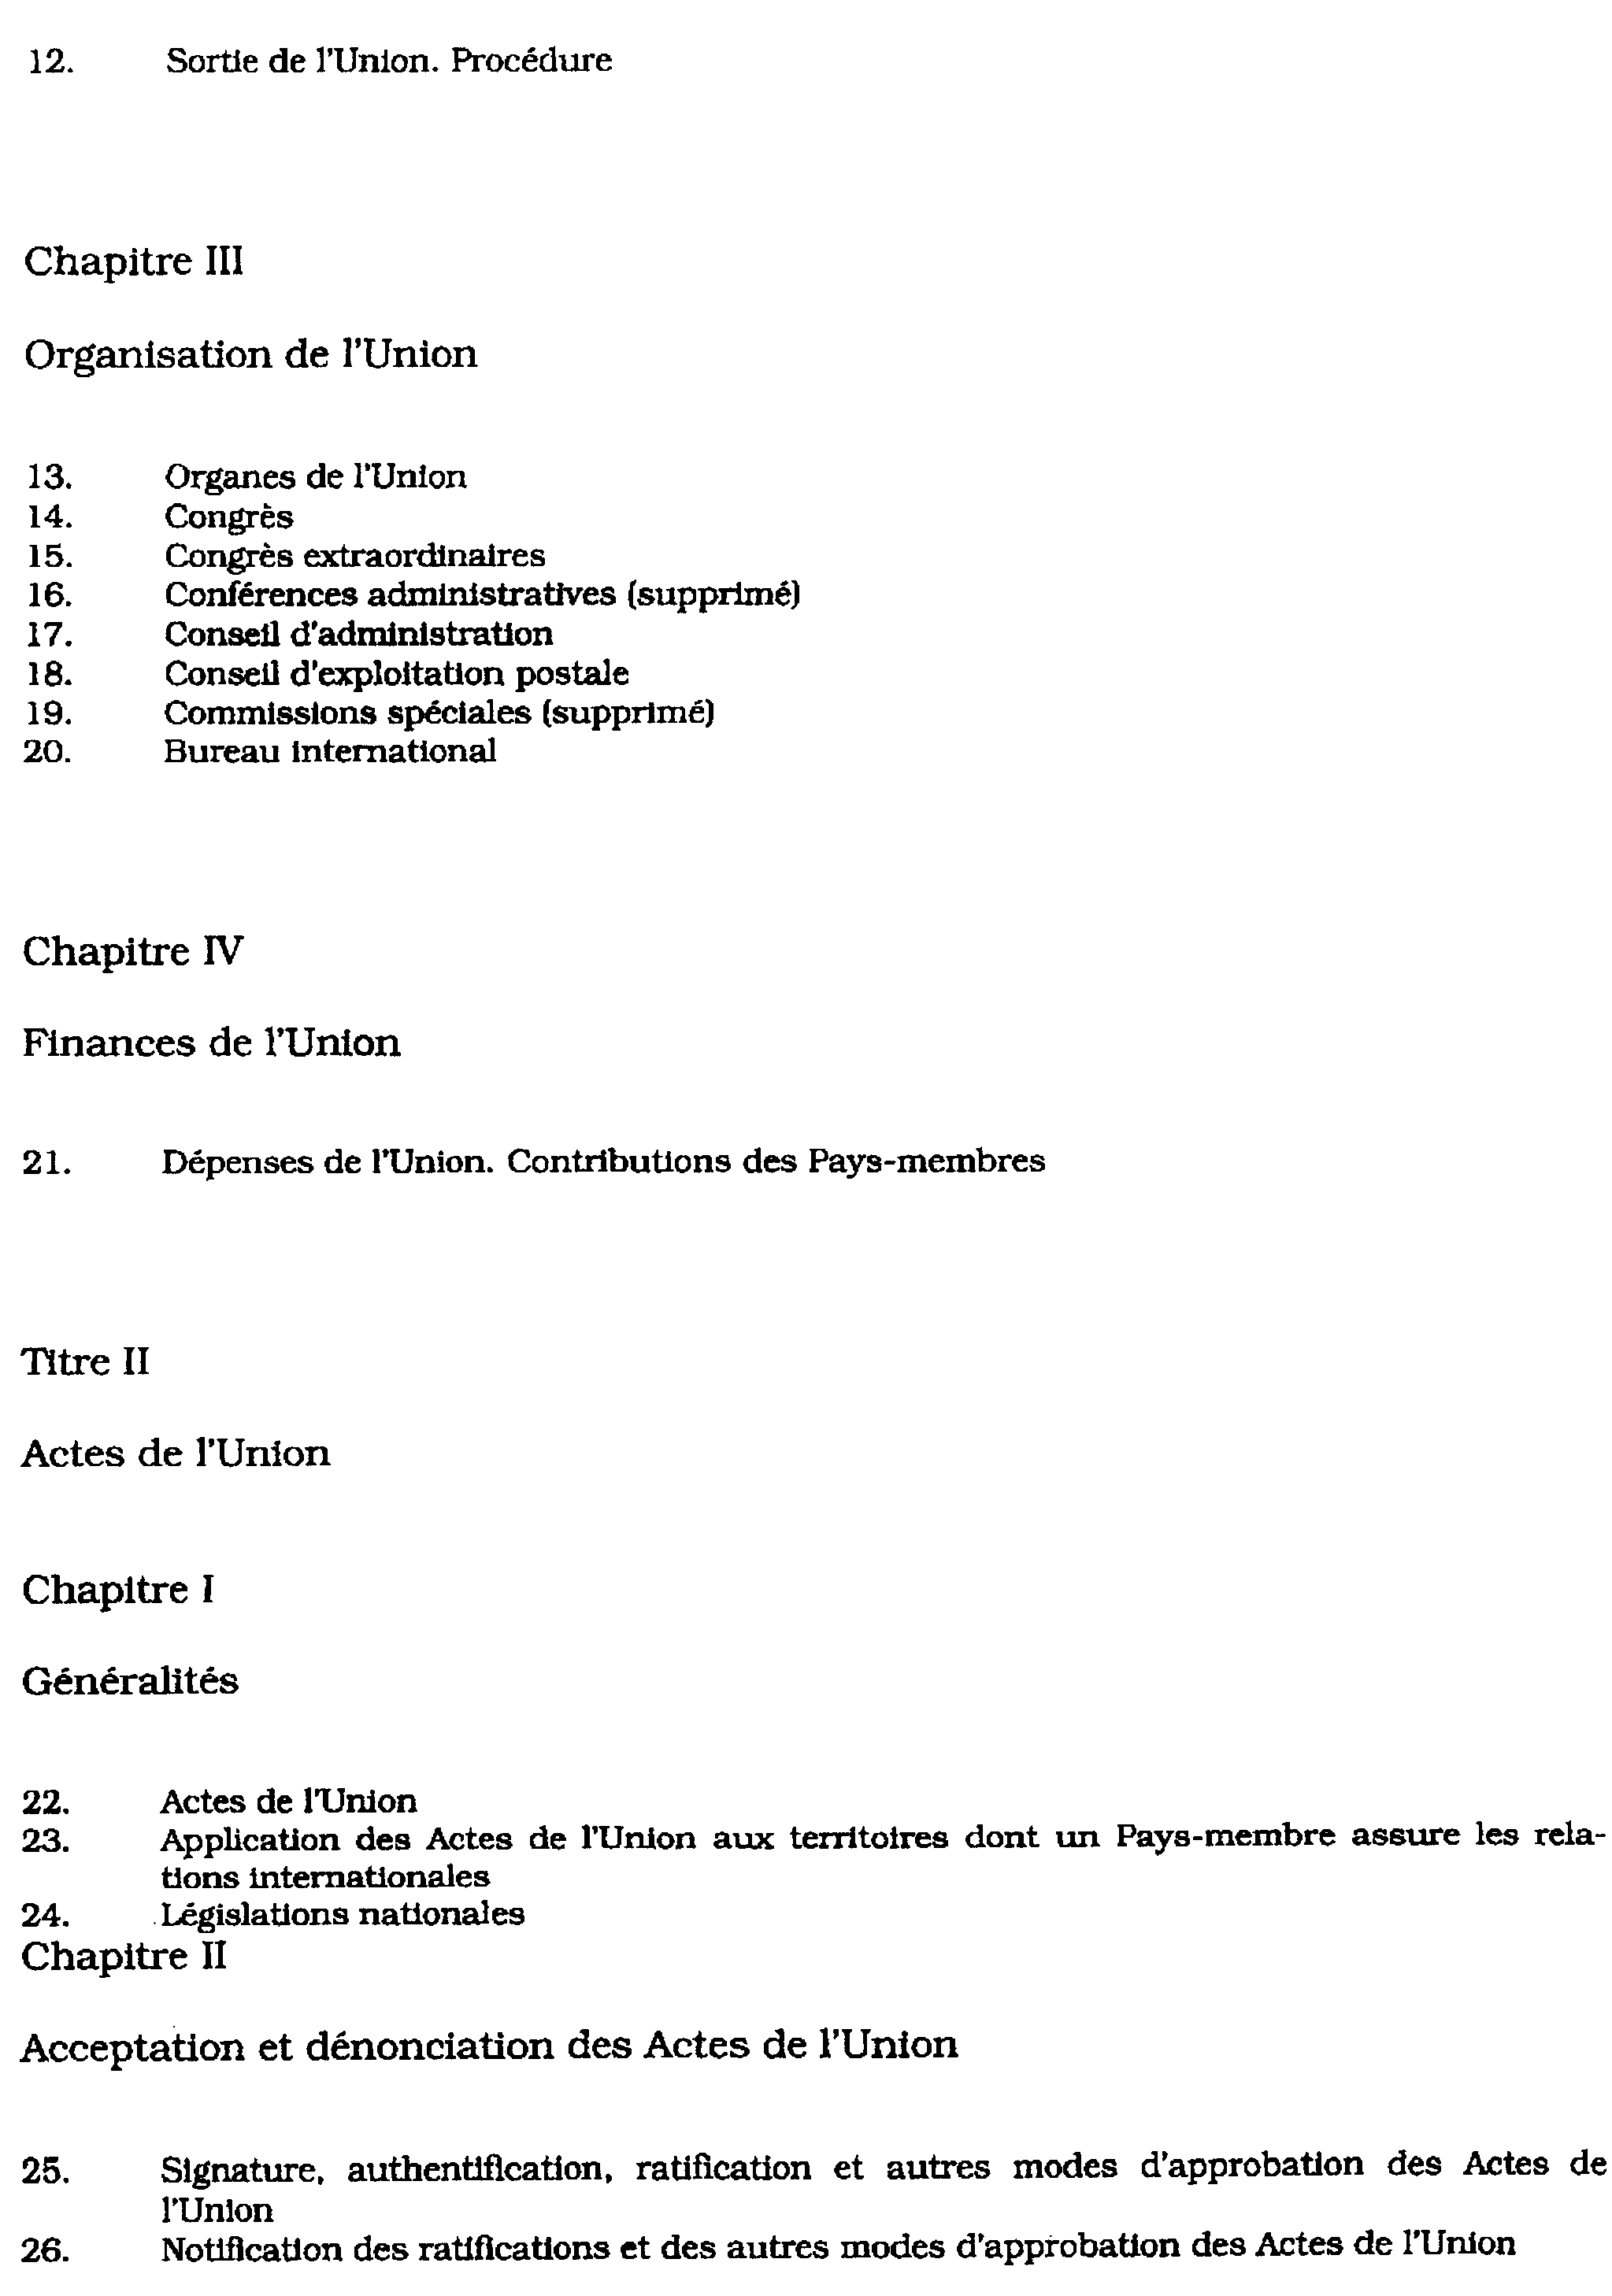 12. Sortie de l'Union. Procédure
Chapitre III
Organisation de l'Union
13. Organes de l'Union
14. Congrès
15. Congrès extraordinaires
16. Conférences administratives (supprimé)
17. Conseil d'administration
18. Conseil d'exploitation postale
19. Commissions spéciales (supprimé)
20. Bureau international
Chapitre IV
Finances de l'Union
21. Dépenses de l'Union. Contributions des Pays-membres
Titre II
Actes de l'Union
Chapitre I
Généralités
22. Actes de l'Union
23. Application des Actes de l'Union aux territoires dont un Pays-membre assure les rela-
tions internationales
24. Législations nationales
Chapitre II
Acceptation et dénonciation des Actes de l'Union
25. Signature, authentification, ratification et autres modes d'approbation des Actes de
l'Union
26. Notification des ratifications et des autres modes d'approbation des Actes de l'Union